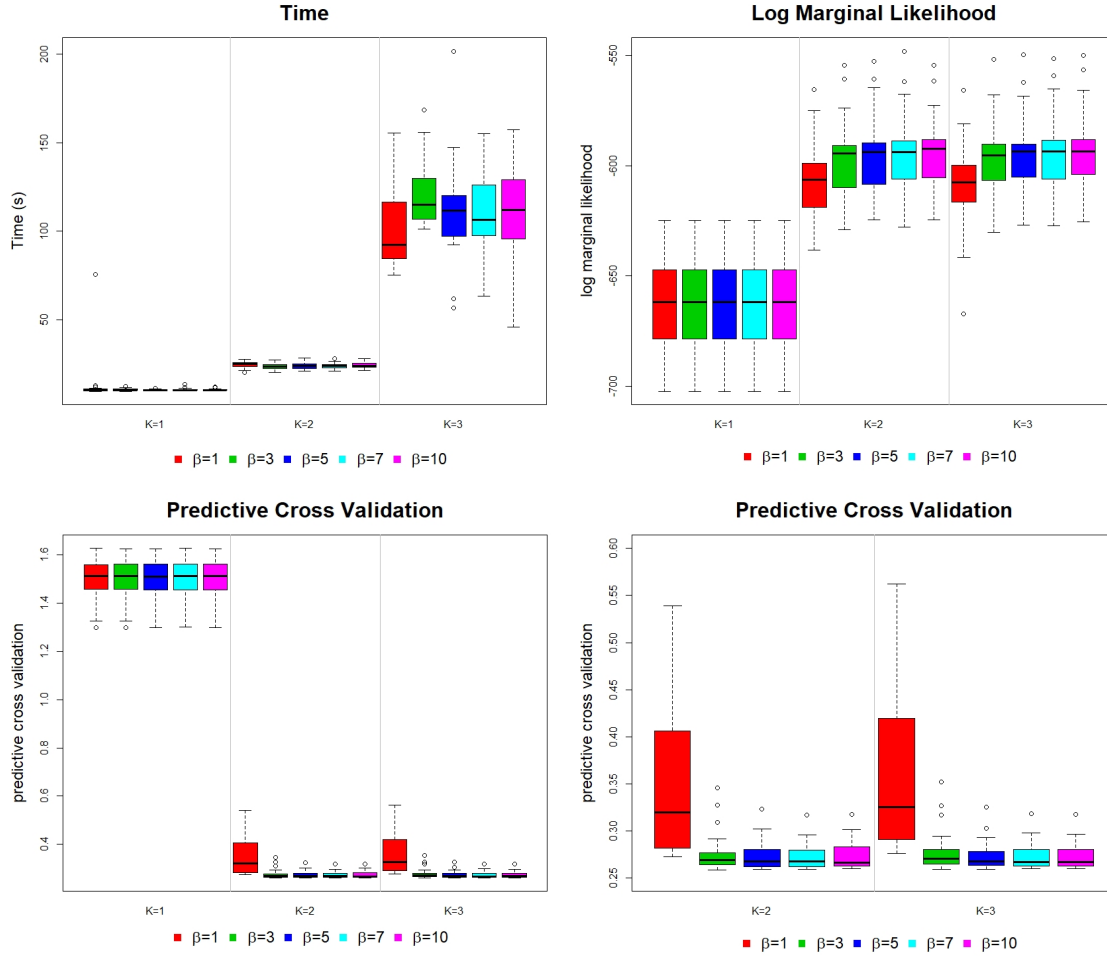 Time
Time (s)
200
150
100
50
K=1 K=2 K=3
β=1 β=3 β=5 β=7 β=10
Log Marginal Likelihood
log marginal likelihood
-550
-600
-650
-700
K=1 K=2 K=3
β=1 β=3 β=5 β=7 β=10
Predictive Cross Validation
predictive cross validation
1.6
1.4
1.2
1.0
0.8
0.6
0.4
K=1 K=2 K=3
β=1 β=3 β=5 β=7 β=10
Predictive Cross Validation
predictive cross validation
0.60
0.55
0.50
0.45
0.40
0.35
0.30
0.25
K=2 K=3
β=1 β=3 β=5 β=7 β=10